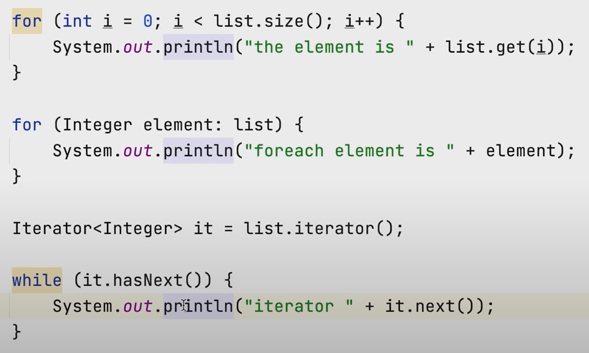 for (int i = 0; i < list.size(); i++) {
    System.out.println("the element is " + list.get(i));
}

for (Integer element: list) {
    System.out.println("foreach element is " + element);
}

Iterator<Integer> it = list.iterator();

while (it.hasNext()) {
    System.out.println("iterator " + it.next());
}